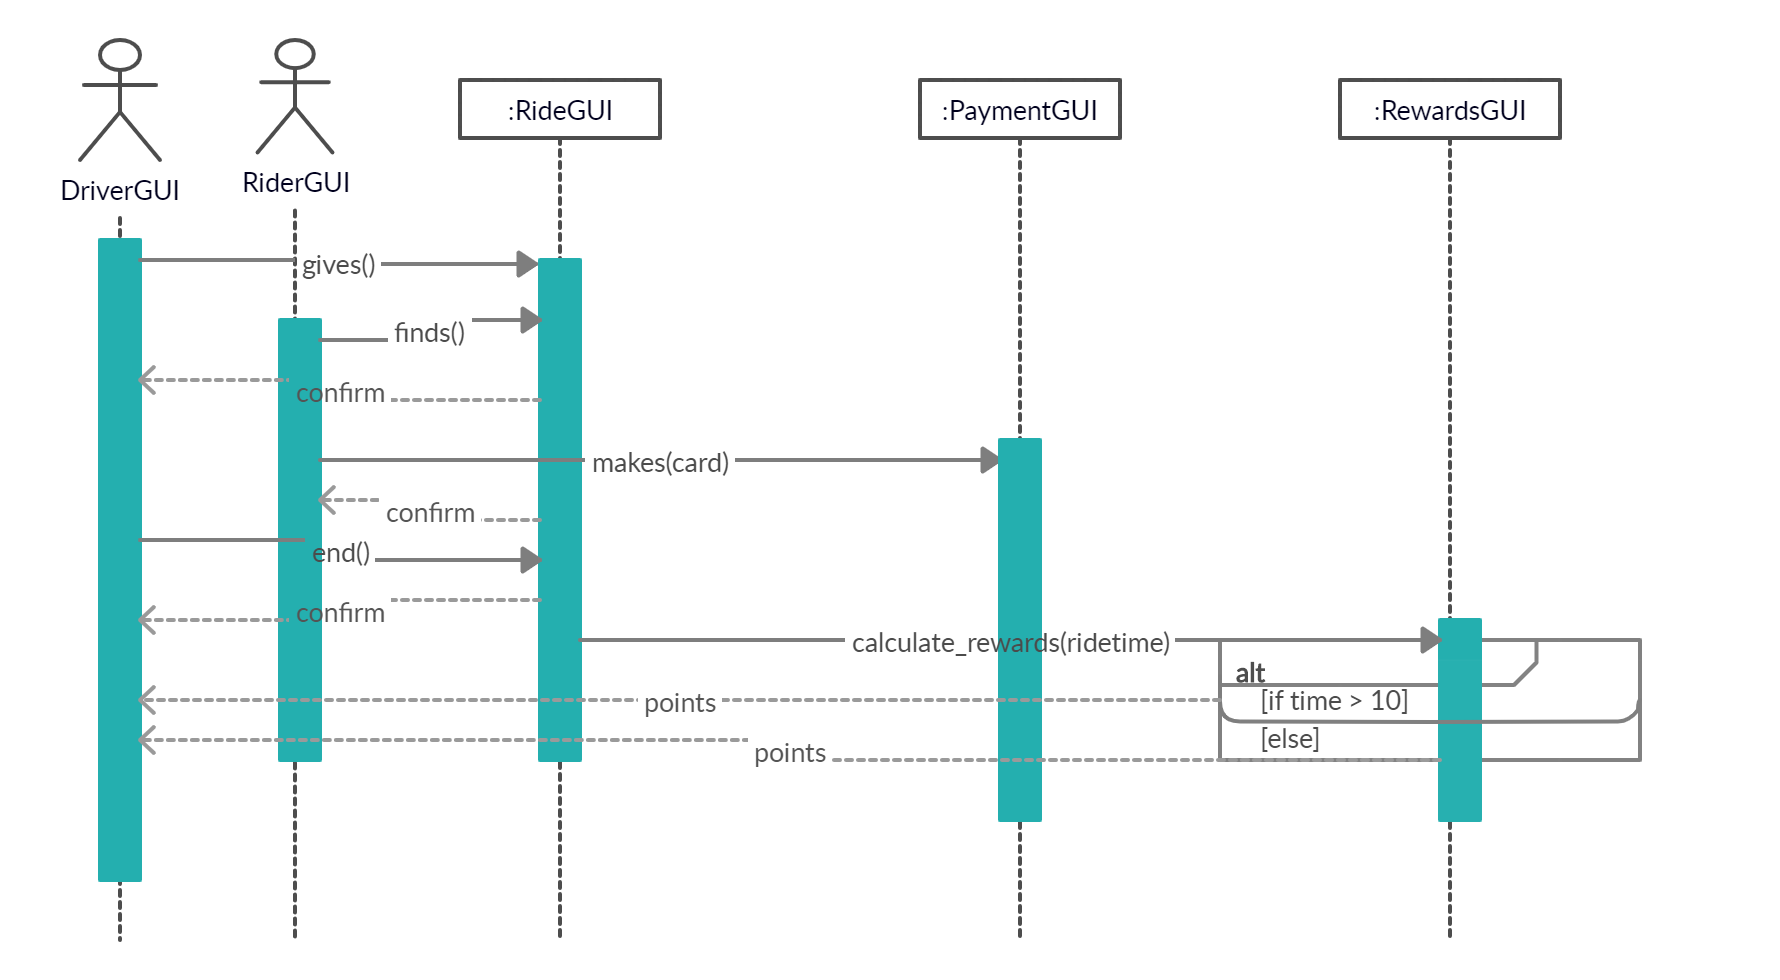 DriverGUI
RiderGUI
:RideGUI
:PaymentGUI
:RewardsGUI
gives()
finds()
confirm
makes(card)
confirm
end()
confirm
calculate_rewards(ridetime)
alt
points
[if time > 10]
[else]
points